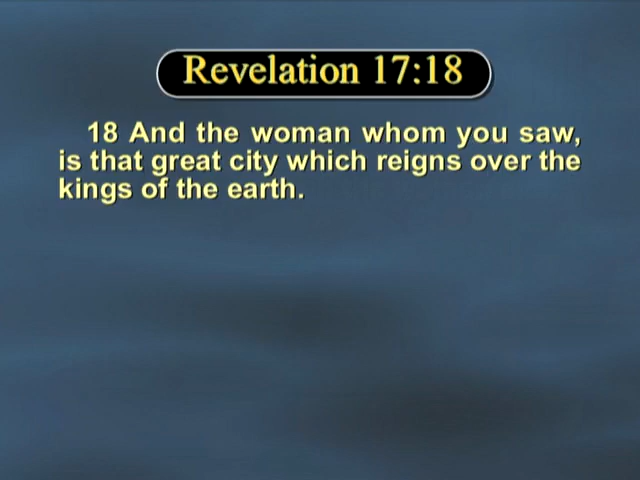 Revelation 17:18
18 And the woman whom you saw,
is that great city which reigns over the
kings of the earth.